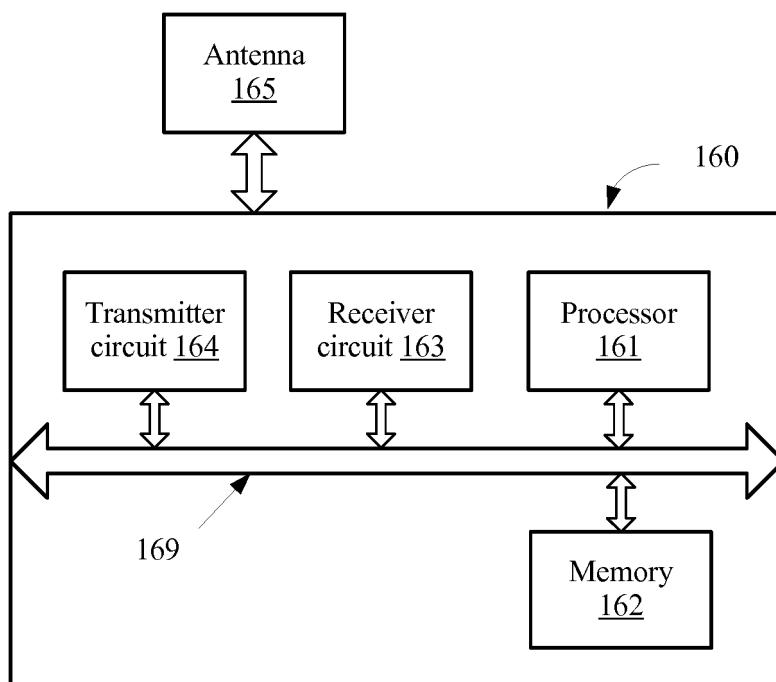 Antenna
165
160
Transmitter
circuit 164
Receiver
circuit 163
Processor
161
169
Memory
162